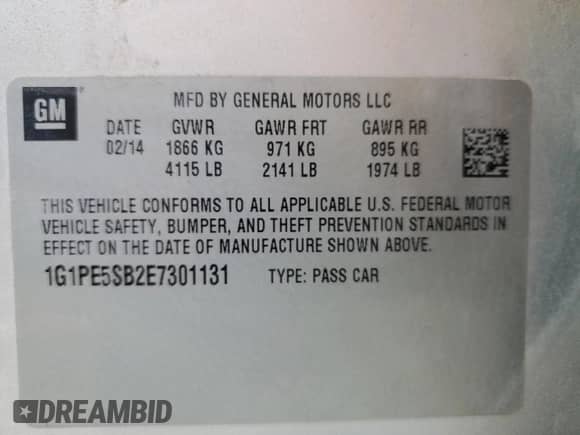 GM
MFD BY GENERAL MOTORS LLC
DATE GVWR GAWR FRT GAWR RR
02/14 1866 KG 971 KG 895 KG
4115 LB 2141 LB 1974 LB
THIS VEHICLE CONFORMS TO ALL APPLICABLE U.S. FEDERAL MOTOR
VEHICLE SAFETY, BUMPER, AND THEFT PREVENTION STANDARDS IN
EFFECT ON THE DATE OF MANUFACTURE SHOWN ABOVE.
1G1PE5SB2E7301131 TYPE: PASS CAR
DREAMBID